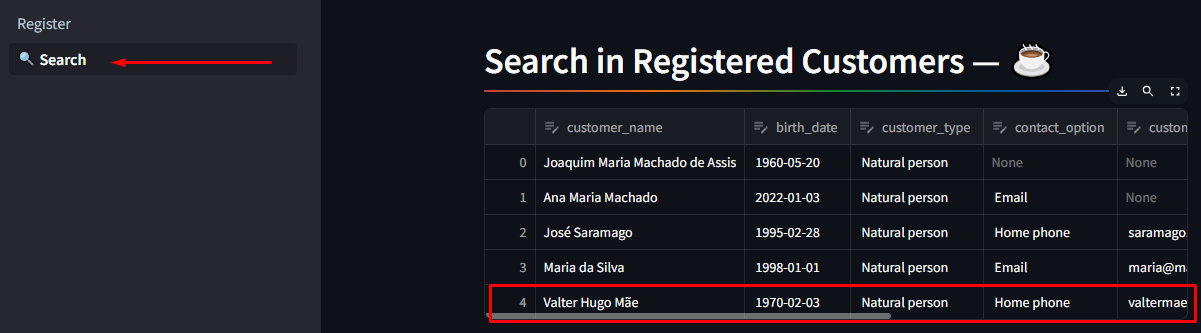 Register
🔍 Search
Search in Registered Customers — ☕
customer_name birth_date customer_type contact_option custom
0 Joaquim Maria Machado de Assis 1960-05-20 Natural person None None
1 Ana Maria Machado 2022-01-03 Natural person Email None
2 José Saramago 1995-02-28 Natural person Home phone saramago.
3 Maria da Silva 1998-01-01 Natural person Email maria@ma
4 Valter Hugo Mãe 1970-02-03 Natural person Home phone valtermae